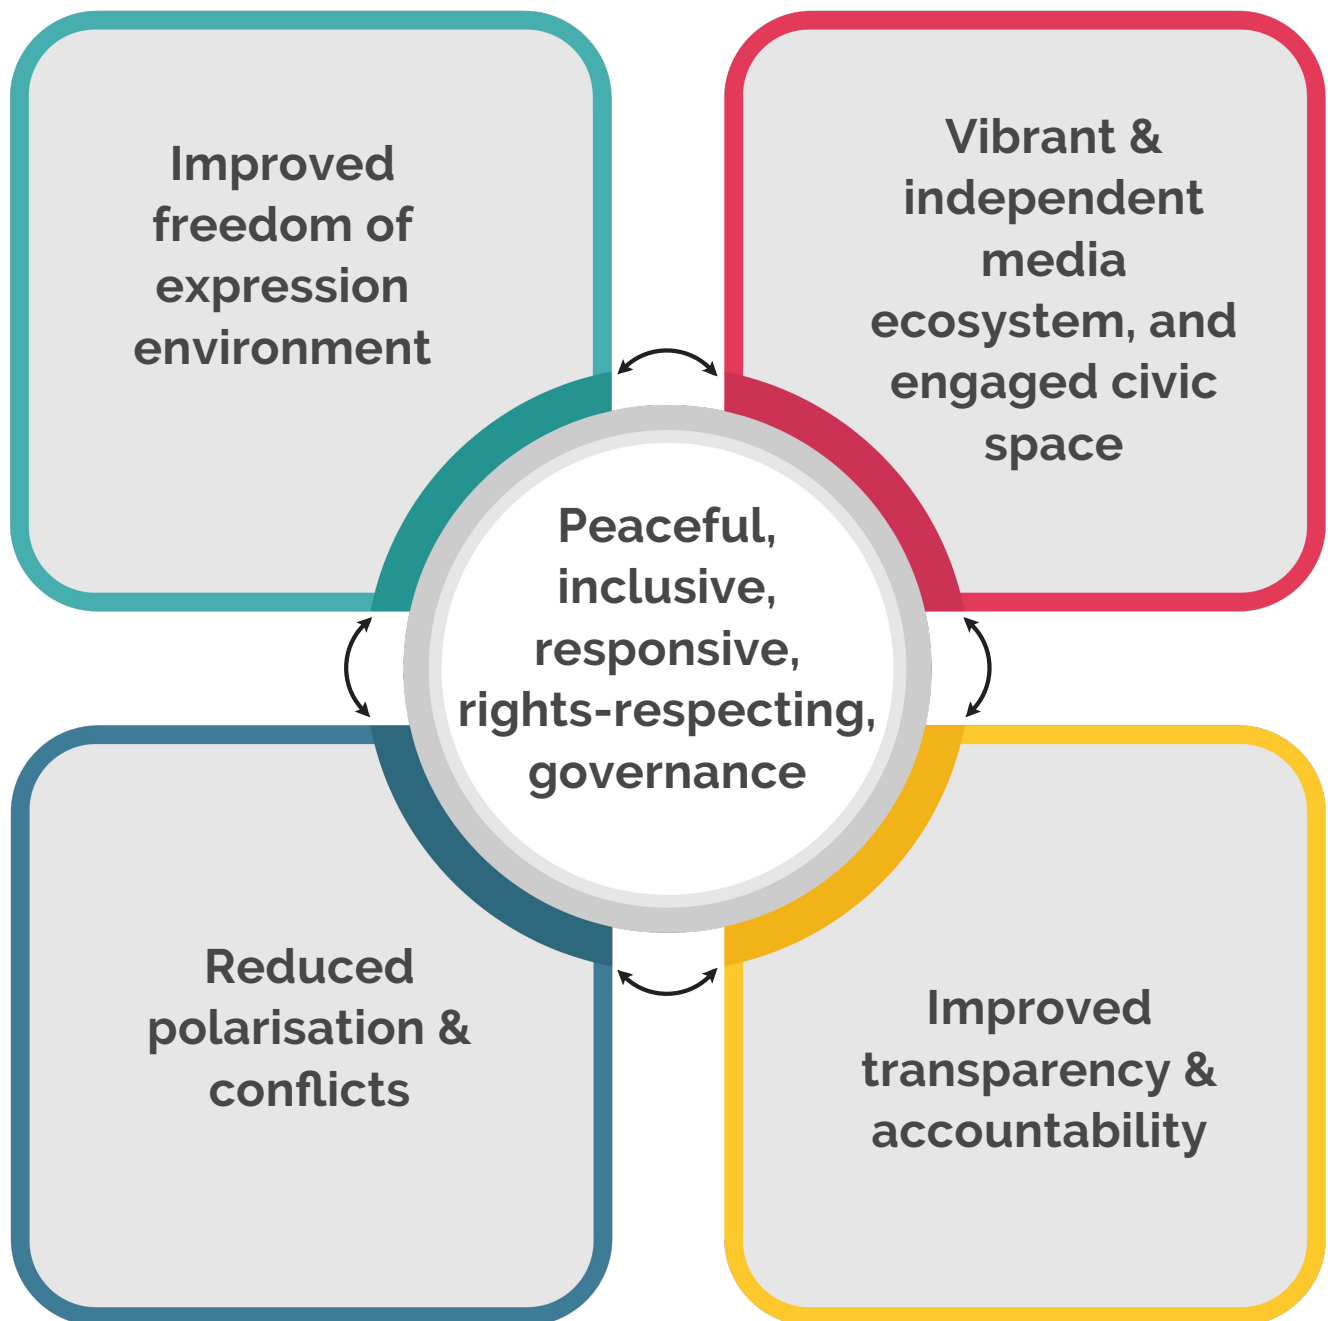 Improved
freedom of
expression
environment
Vibrant &
independent
media
ecosystem, and
engaged civic
space
Peaceful,
inclusive,
responsive,
rights-respecting,
governance
Reduced
polarisation &
conflicts
Improved
transparency &
accountability